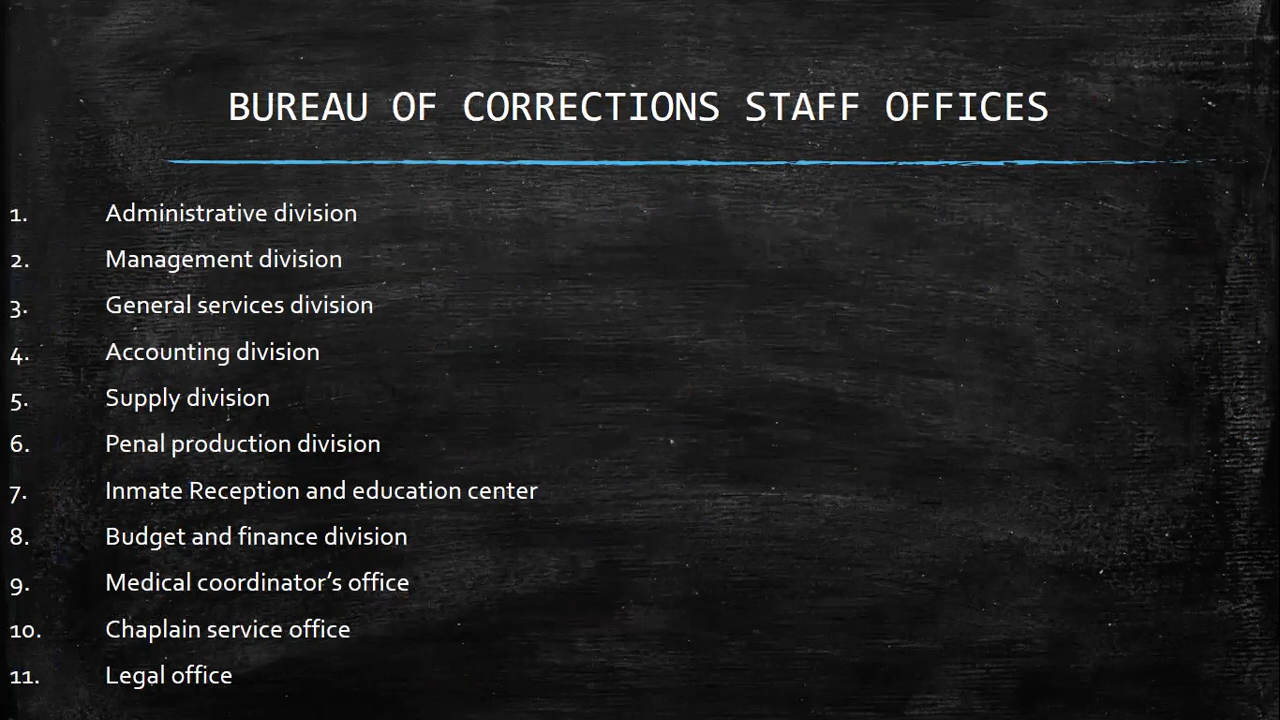 BUREAU OF CORRECTIONS STAFF OFFICES
1. Administrative division
2. Management division
3. General services division
4. Accounting division
5. Supply division
6. Penal production division
7. Inmate Reception and education center
8. Budget and finance division
9. Medical coordinator’s office
10. Chaplain service office
11. Legal office